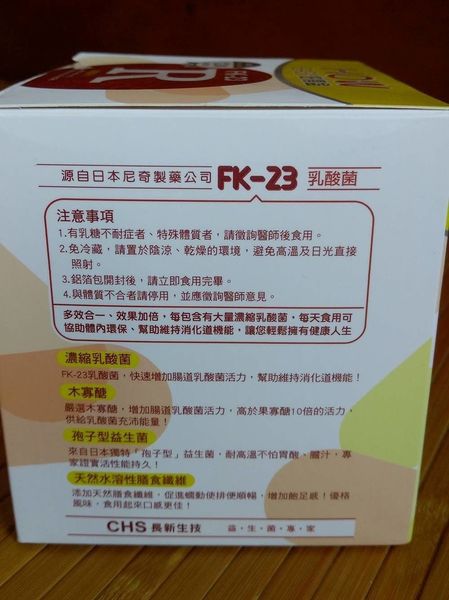 源自日本尼奇製藥公司 FK-23 乳酸菌
注意事項
1.有乳糖不耐症者、特殊體質者，請徵詢醫師後食用。
2.免冷藏，請置於陰涼、乾燥的環境，避免高溫及日光直接
照射。
3.鋁箔包開封後，請立即食用完畢。
4.與體質不合者請停用，並應徵詢醫師意見。
多效合一、效果加倍，每包含有大量濃縮乳酸菌，每天食用可
協助體內環保、幫助維持消化道機能，讓您輕鬆擁有健康人生
濃縮乳酸菌
FK-23乳酸菌，快速增加腸道乳酸菌活力，幫助維持消化道機能！
木寡醣
嚴選木寡醣，增加腸道乳酸菌活力，高於果寡醣10倍的活力，
供給乳酸菌充沛能量！
孢子型益生菌
來自日本獨特「孢子型」益生菌，耐高溫不怕胃酸、膽汁，專
家證實活性能持久！
天然水溶性膳食纖維
添加天然膳食纖維，促進蠕動使排便順暢，增加飽足感！優格
風味，食用起來口感更佳！
CHS 長新生技 益・生・菌・專・家